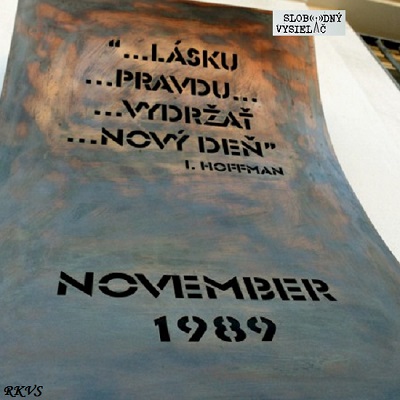 SLOBODNÝ
VYSIELAČ
“...LÁSKU
...PRAVDU...
...VYDRŽAŤ
...NOVÝ DEŇ”
I. HOFFMAN
NOVEMBER
1989
RKVS